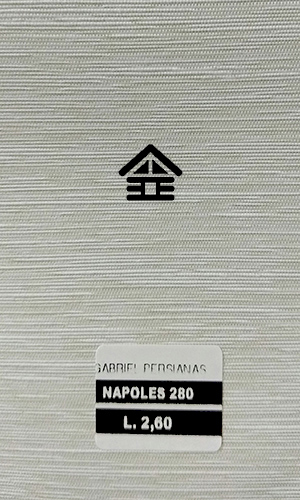 GABRIEL PERSIANAS
NAPOLES 280
L. 2,60